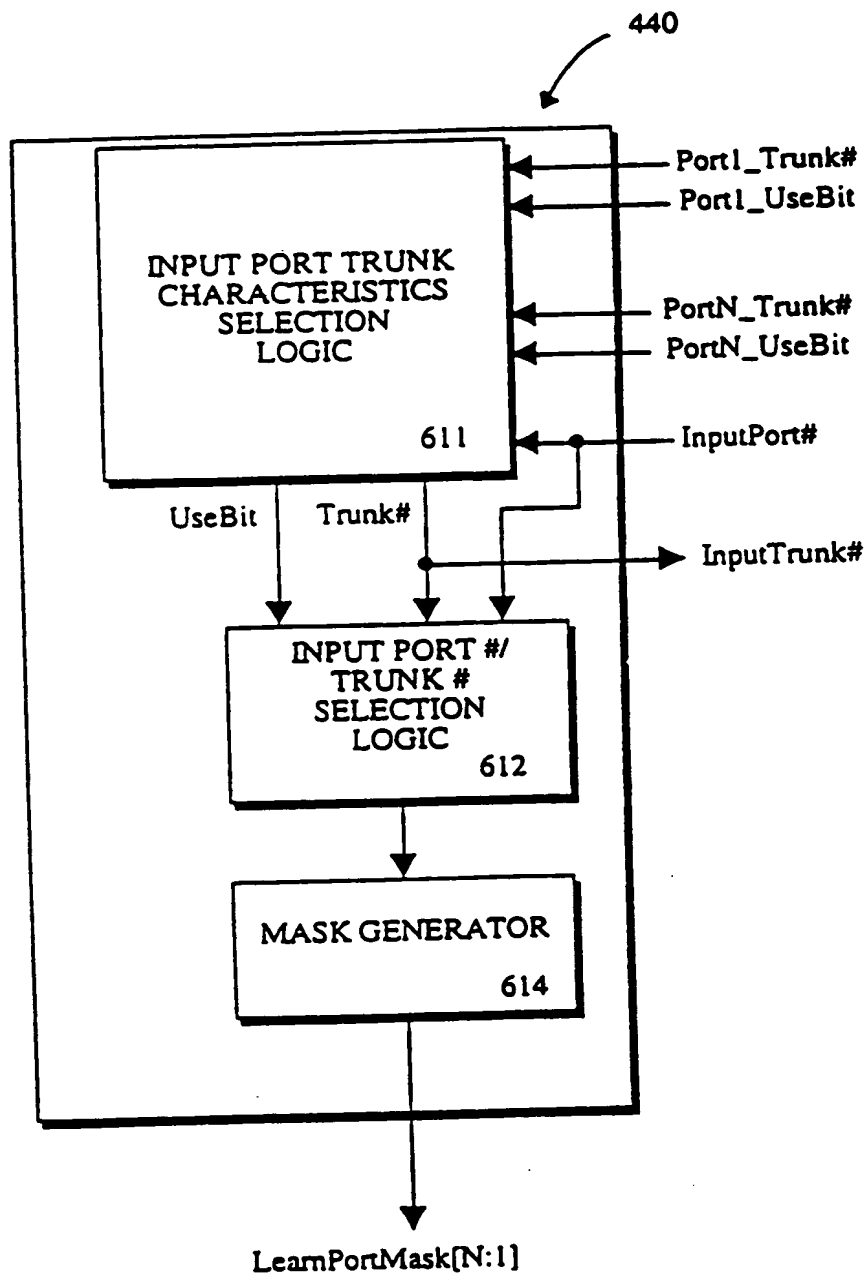 440
Port1_Trunk#
Port1_UseBit
INPUT PORT TRUNK
CHARACTERISTICS
SELECTION
LOGIC
PortN_Trunk#
PortN_UseBit
611
InputPort#
UseBit
Trunk#
InputTrunk#
INPUT PORT #/
TRUNK #
SELECTION
LOGIC
612
MASK GENERATOR
614
LearnPortMask[N:1]